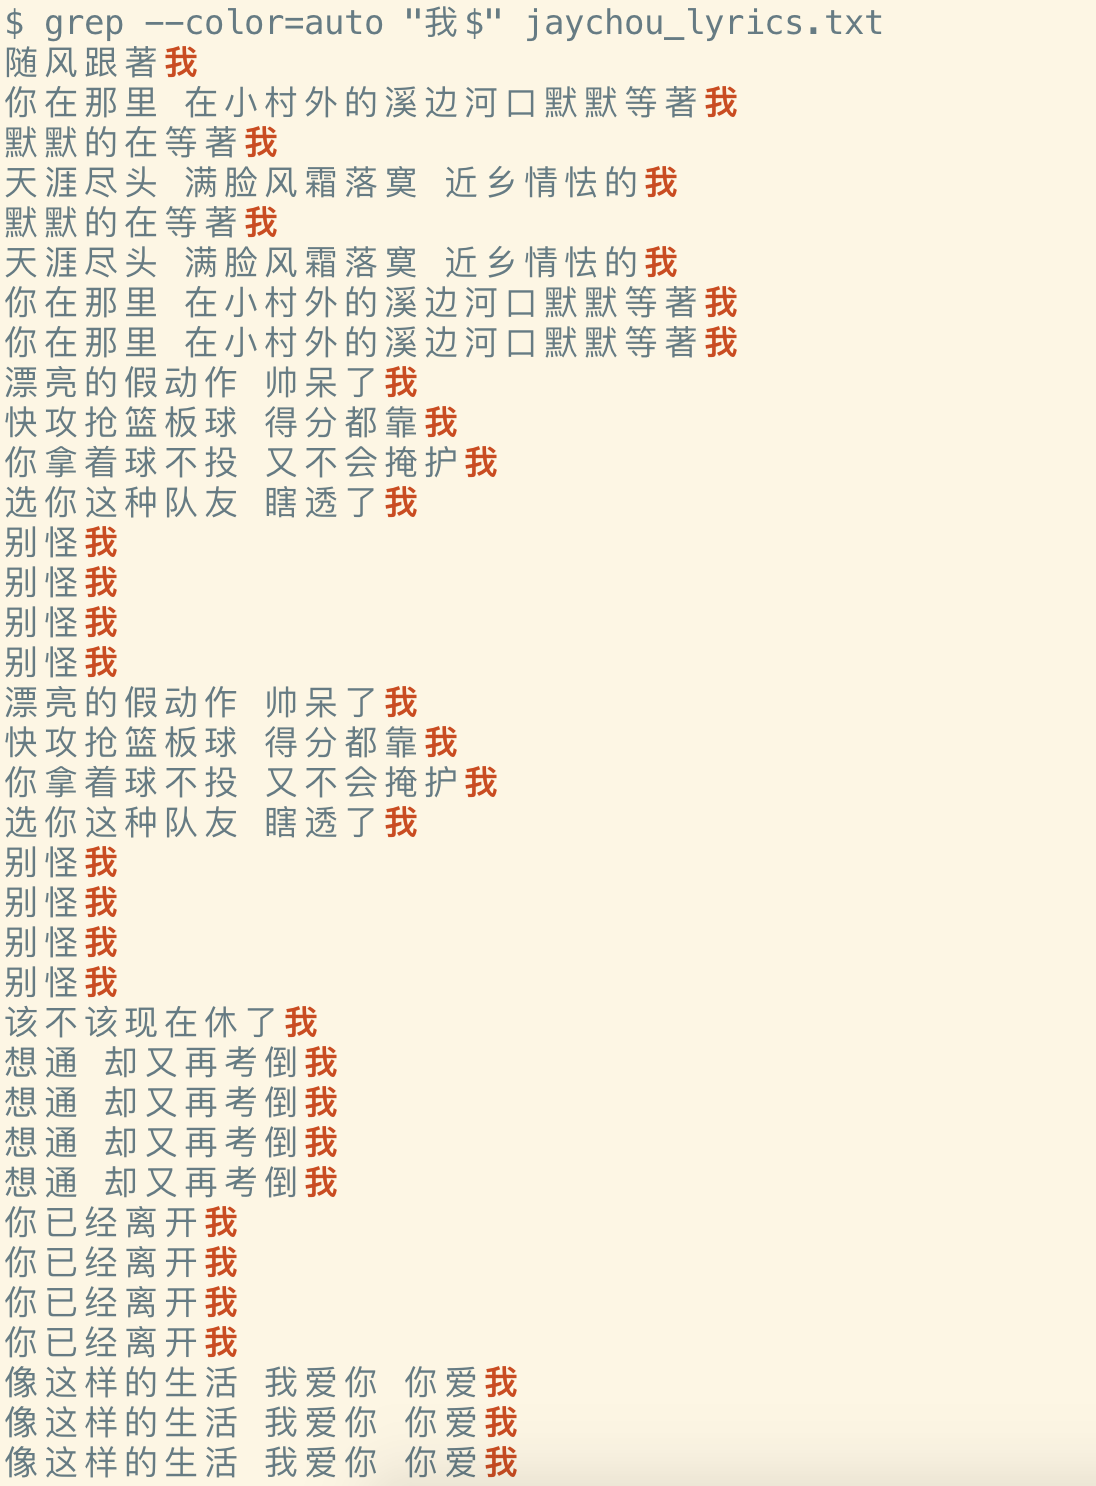 $ grep --color=auto "我$" jaychou_lyrics.txt
随风跟著我
你在那里 在小村外的溪边河口默默等著我
默默的在等著我
天涯尽头 满脸风霜落寞 近乡情怯的我
默默的在等著我
天涯尽头 满脸风霜落寞 近乡情怯的我
你在那里 在小村外的溪边河口默默等著我
你在那里 在小村外的溪边河口默默等著我
漂亮的假动作 帅呆了我
快攻抢篮板球 得分都靠我
你拿着球不投 又不会掩护我
选你这种队友 瞎透了我
别怪我
别怪我
别怪我
别怪我
漂亮的假动作 帅呆了我
快攻抢篮板球 得分都靠我
你拿着球不投 又不会掩护我
选你这种队友 瞎透了我
别怪我
别怪我
别怪我
别怪我
该不该现在休了我
想通 却又再考倒我
想通 却又再考倒我
想通 却又再考倒我
想通 却又再考倒我
你已经离开我
你已经离开我
你已经离开我
你已经离开我
像这样的生活 我爱你 你爱我
像这样的生活 我爱你 你爱我
像这样的生活 我爱你 你爱我